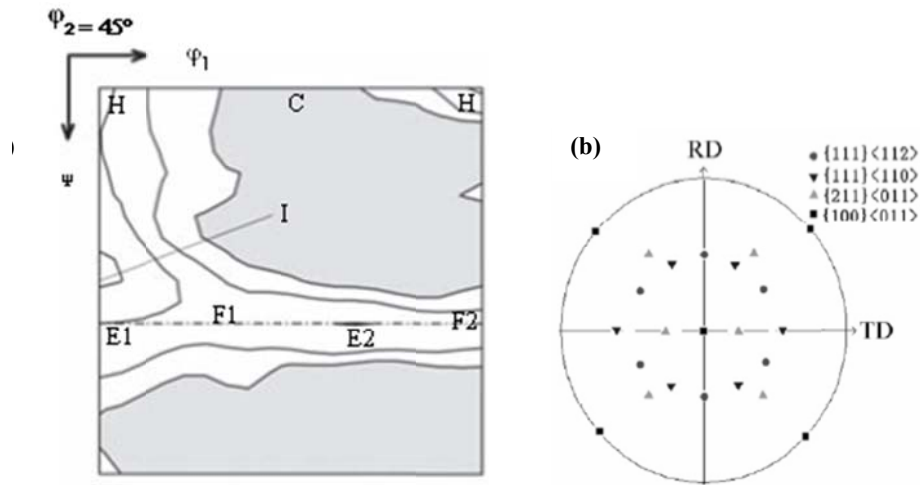 φ₂ = 45°
φ₁
H C H
Ψ
I
F1 F2
E1 E2
)
(b)
RD
TD
{111}<112>
{111}<110>
{211}<011>
{100}<011>